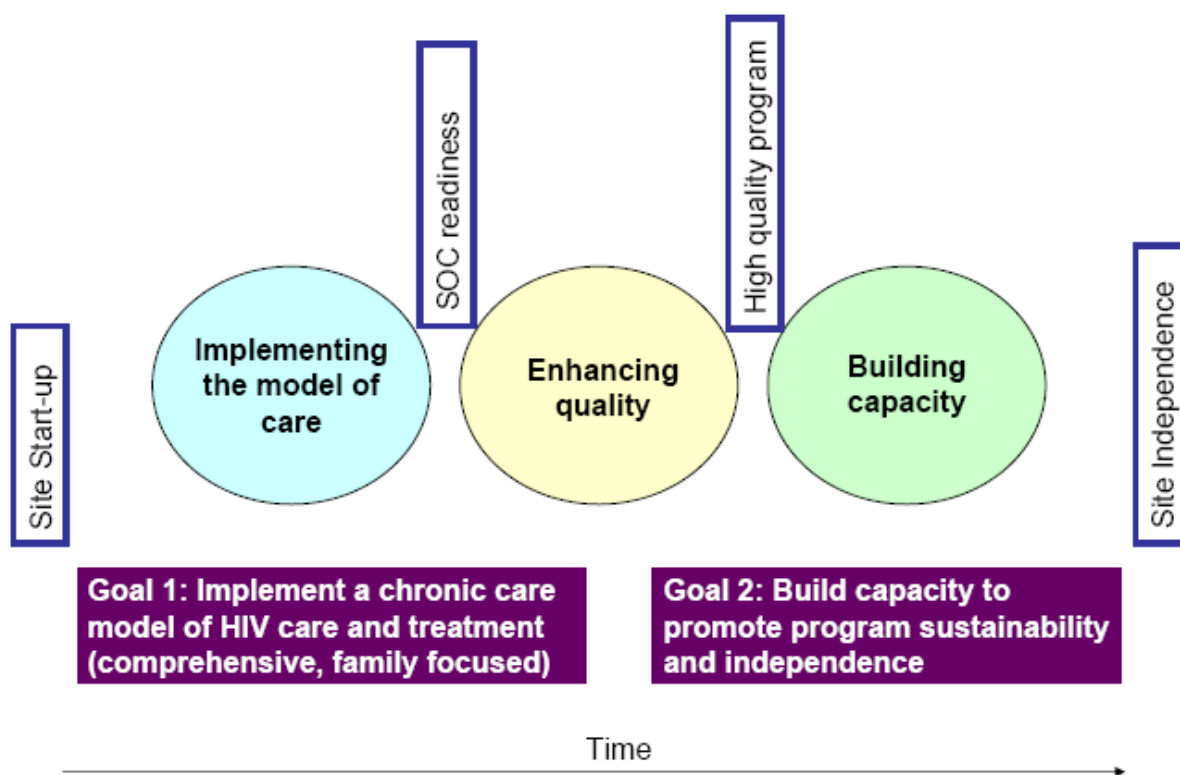 Site Start-up
Implementing
the model of
care
SOC readiness
Enhancing
quality
High quality program
Building
capacity
Site Independence
Goal 1: Implement a chronic care
model of HIV care and treatment
(comprehensive, family focused)
Goal 2: Build capacity to
promote program sustainability
and independence
Time